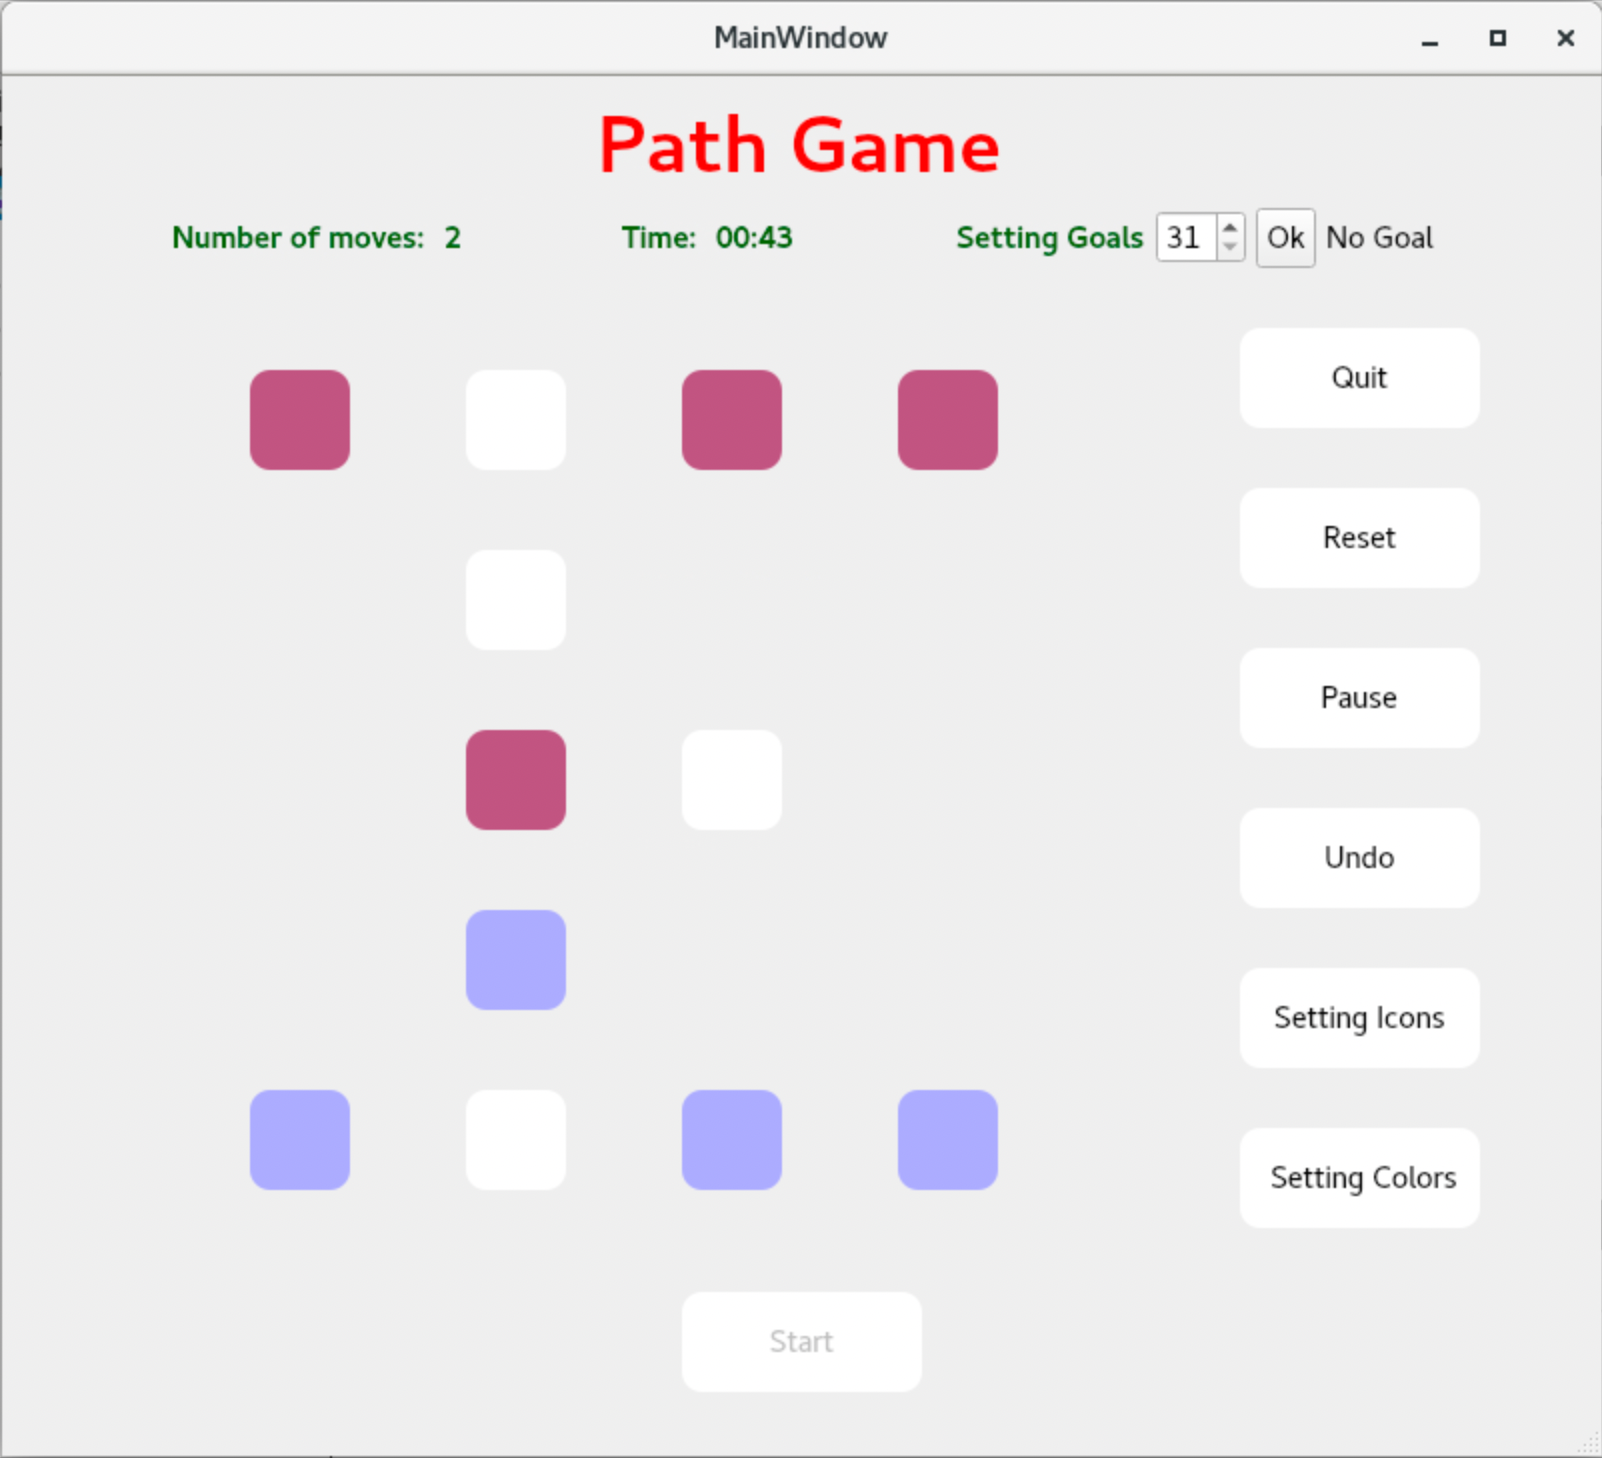 MainWindow
Path Game
Number of moves: 2 Time: 00:43 Setting Goals 31 Ok No Goal
Quit
Reset
Pause
Undo
Setting Icons
Setting Colors
Start